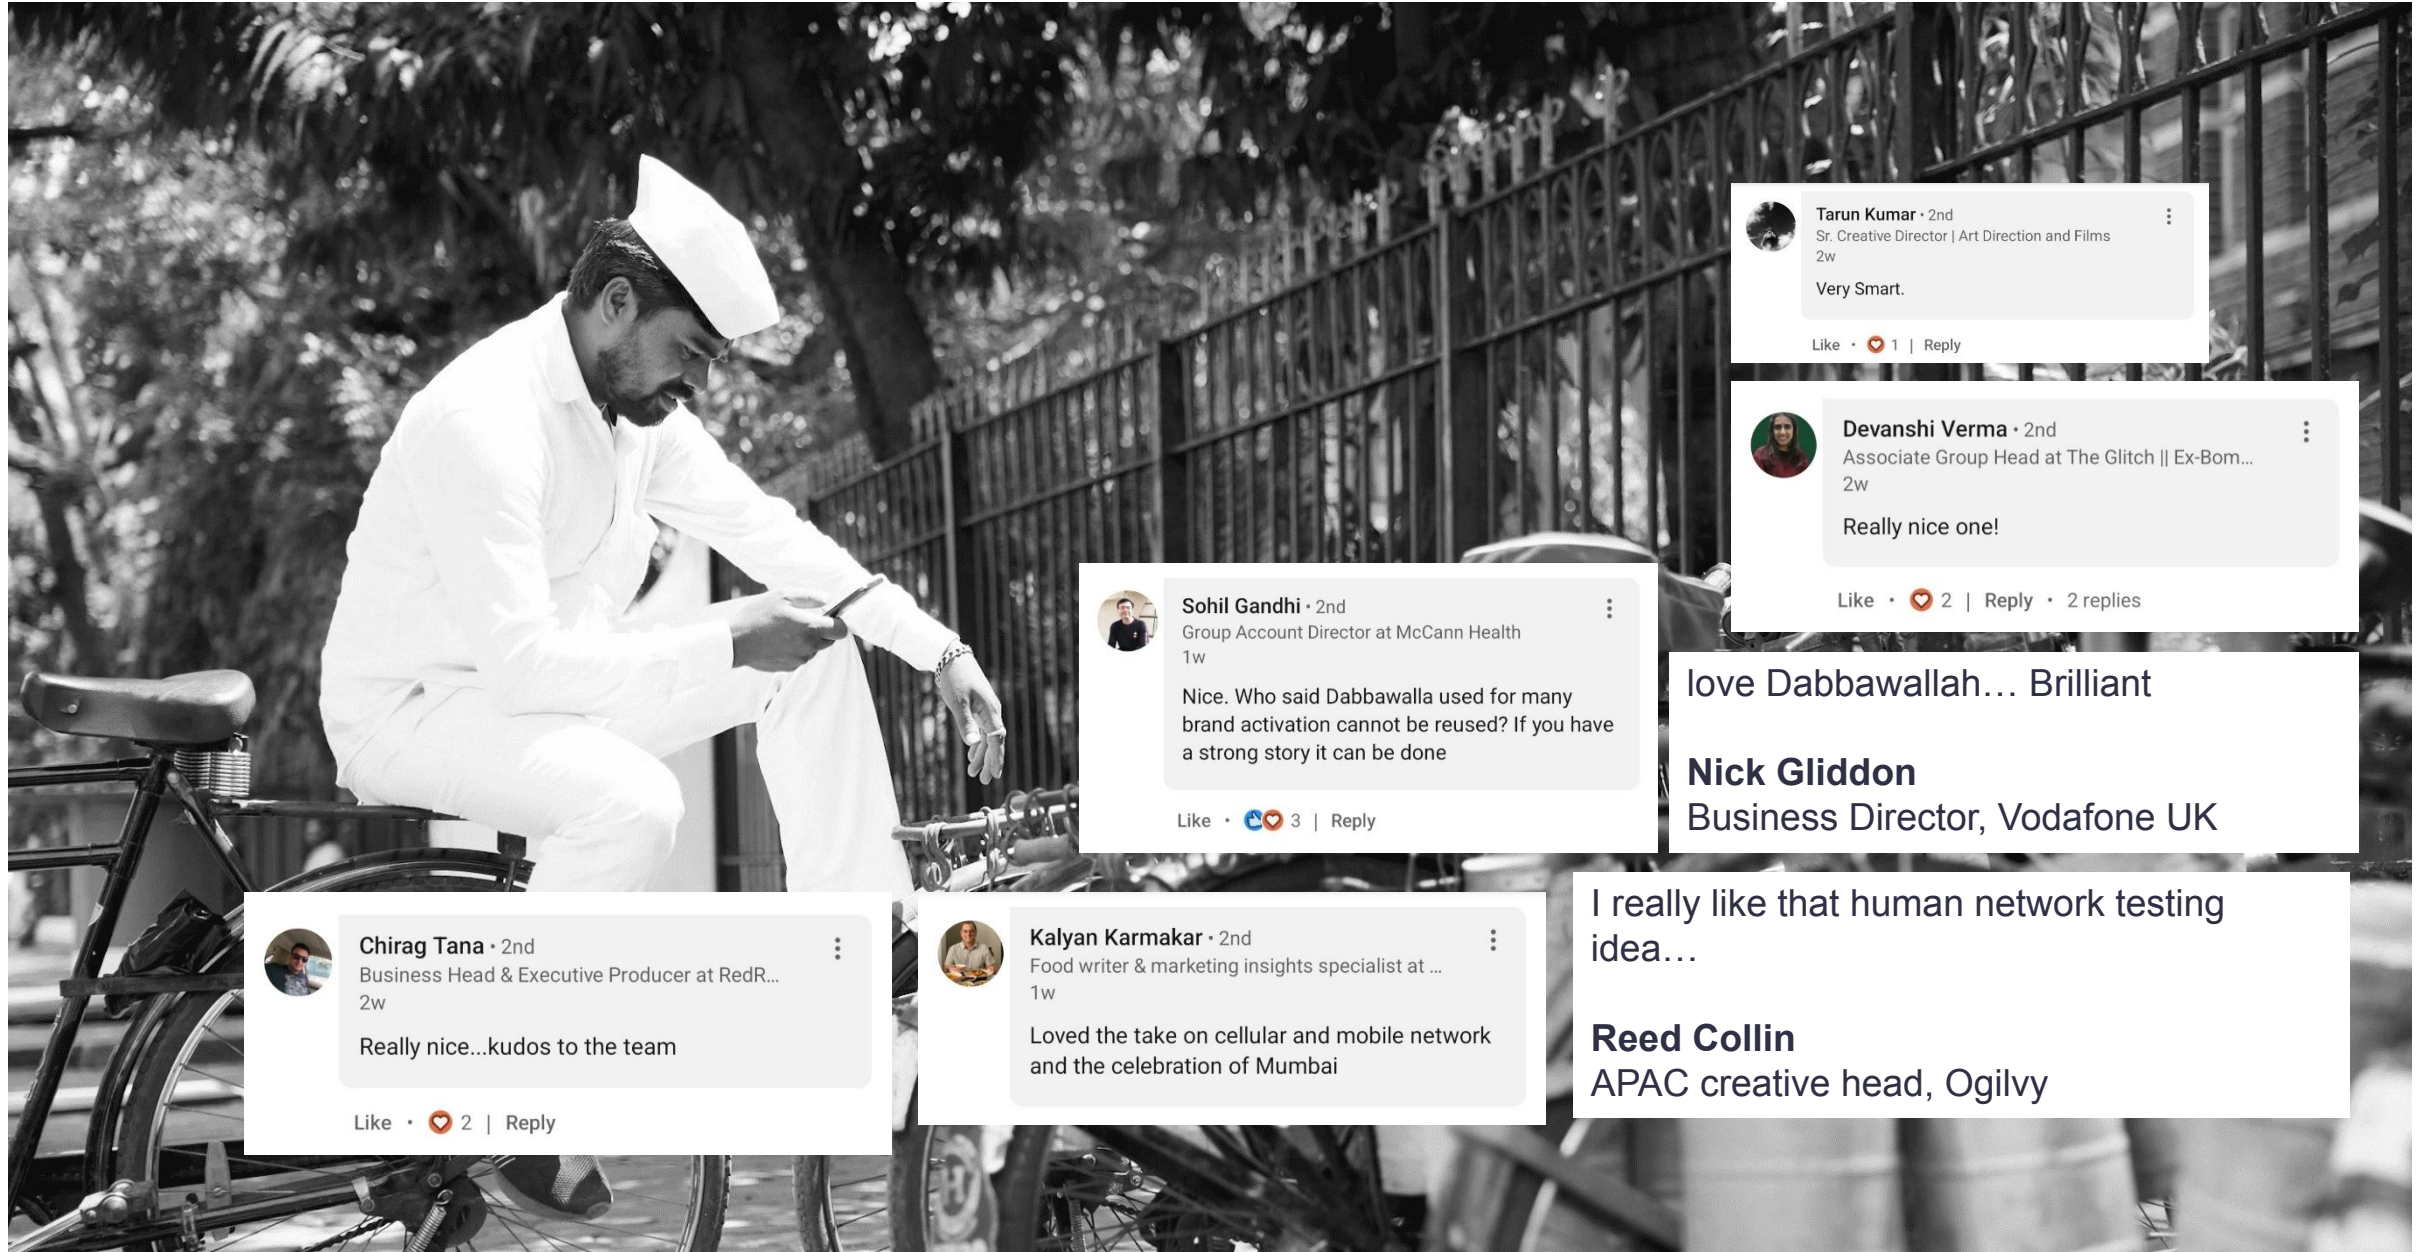 Tarun Kumar • 2nd
Sr. Creative Director | Art Direction and Films
2w
Very Smart.
Like • 1 | Reply
Devanshi Verma • 2nd
Associate Group Head at The Glitch || Ex-Bom...
2w
Really nice one!
Like • 2 | Reply • 2 replies
Sohil Gandhi • 2nd
Group Account Director at McCann Health
1w
Nice. Who said Dabbawalla used for many
brand activation cannot be reused? If you have
a strong story it can be done
Like • 3 | Reply
love Dabbawallah… Brilliant
Nick Gliddon
Business Director, Vodafone UK
Chirag Tana • 2nd
Business Head & Executive Producer at RedR...
2w
Really nice...kudos to the team
Like • 2 | Reply
Kalyan Karmakar • 2nd
Food writer & marketing insights specialist at ...
1w
Loved the take on cellular and mobile network
and the celebration of Mumbai
I really like that human network testing
idea…
Reed Collin
APAC creative head, Ogilvy